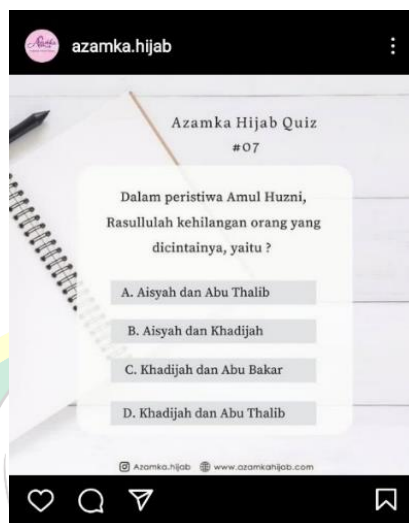 azamka.hijab
Azamka Hijab Quiz
#07
Dalam peristiwa Amul Huzni,
Rasullulah kehilangan orang yang
dicintainya, yaitu ?
A. Aisyah dan Abu Thalib
B. Aisyah dan Khadijah
C. Khadijah dan Abu Bakar
D. Khadijah dan Abu Thalib
Azamka.hijab www.azamkahijab.com